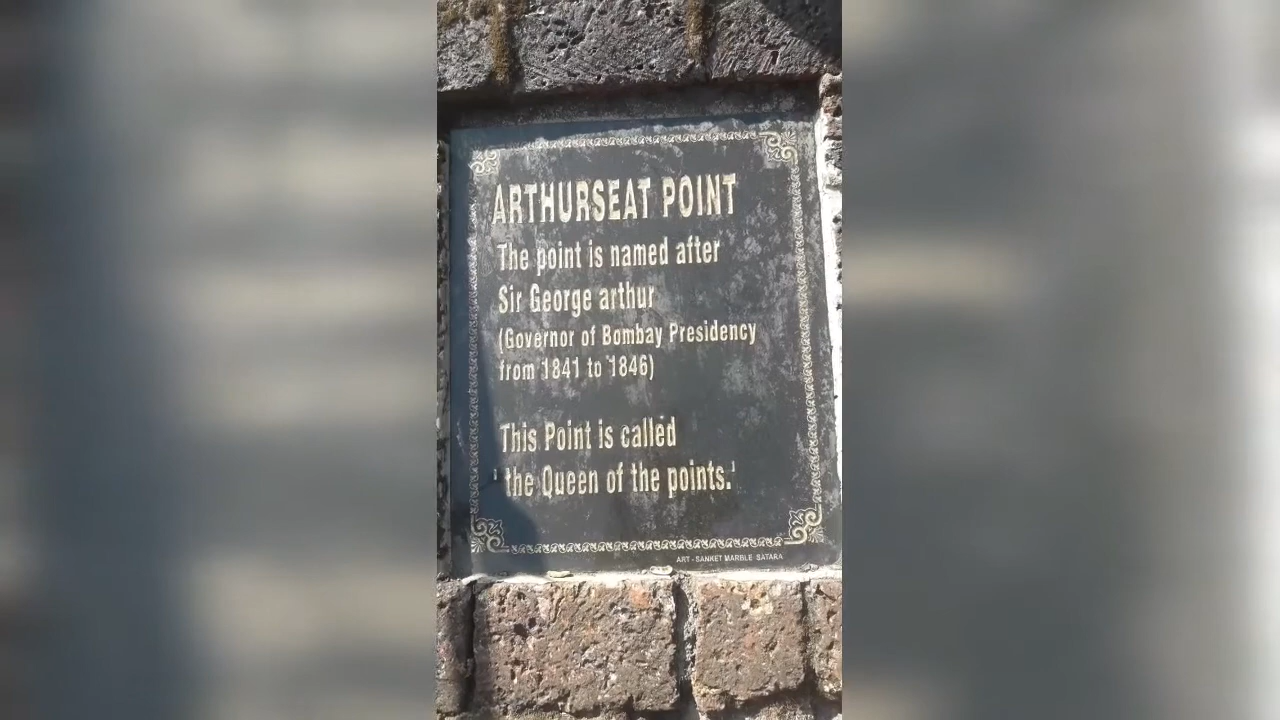 ARTHURSEAT POINT
The point is named after
Sir George arthur
(Governor of Bombay Presidency
from 1841 to 1846)
This Point is called
' the Queen of the points.'
ART - SANKET MARBLE SATARA